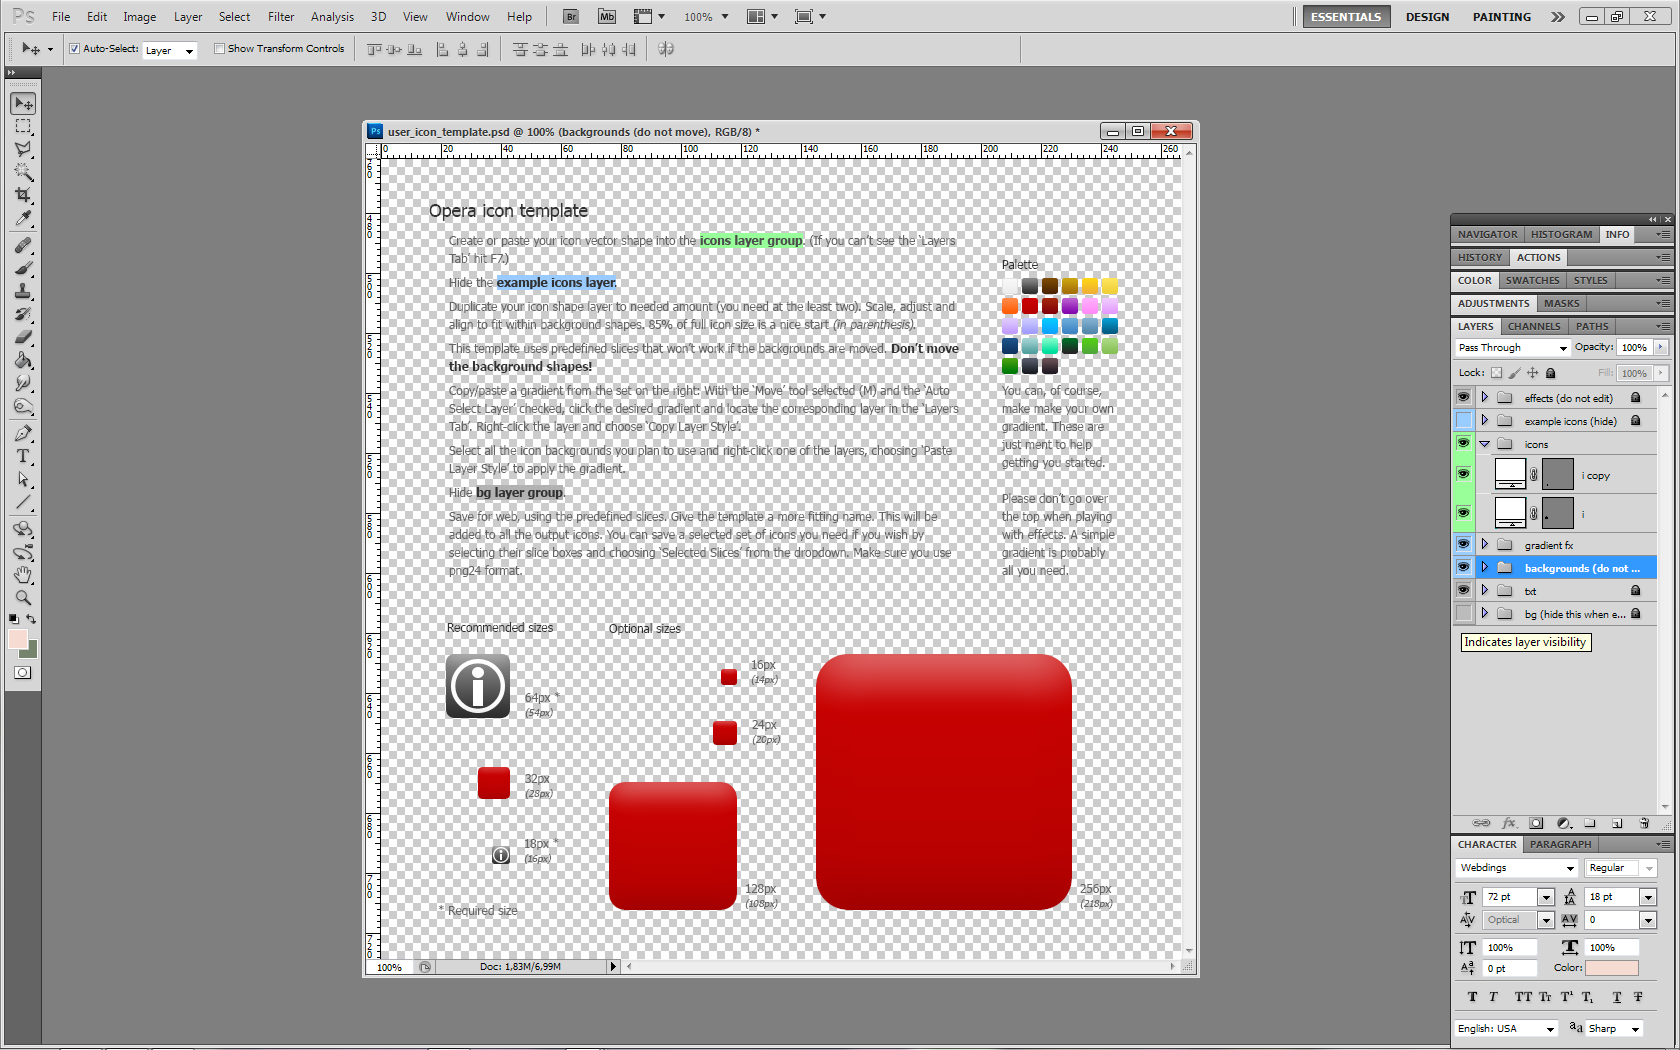 Ps File Edit Image Layer Select Filter Analysis 3D View Window Help Br Mb 100% ESSENTIALS DESIGN PAINTING
Auto-Select: Layer Show Transform Controls
Ps user_icon_template.psd @ 100% (backgrounds (do not move), RGB/8) *
0 20 40 60 80 100 120 140 160 180 200 220 240 260
Opera icon template
Create or paste your icon vector shape into the icons layer group. (If you can't see the 'Layers
Tab' hit F7.)
Hide the example icons layer.
Duplicate your icon shape layer to needed amount (you need at the least two). Scale, adjust and
align to fit within background shapes. 85% of full icon size is a nice start (in parenthesis).
This template uses predefined slices that won't work if the backgrounds are moved. Don't move
the background shapes!
Copy/paste a gradient from the set on the right: With the 'Move' tool selected (M) and the 'Auto
Select Layer' checked, click the desired gradient and locate the corresponding layer in the 'Layers
Tab'. Right-click the layer and choose 'Copy Layer Style'.
Select all the icon backgrounds you plan to use and right-click one of the layers, choosing 'Paste
Layer Style' to apply the gradient.
Hide bg layer group.
Save for web, using the predefined slices. Give the template a more fitting name. This will be
added to all the output icons. You can save a selected set of icons you need if you wish by
selecting their slice boxes and choosing 'Selected Slices' from the dropdown. Make sure you use
png24 format.
Palette
You can, of course,
make make your own
gradient. These are
just ment to help
getting you started.
Please don't go over
the top when playing
with effects. A simple
gradient is probably
all you need.
Recommended sizes
Optional sizes
64px *
(54px)
32px
(28px)
18px *
(16px)
* Required size
16px
(14px)
24px
(20px)
128px
(108px)
256px
(218px)
100% Doc: 1,83M/6,99M
NAVIGATOR HISTOGRAM INFO
HISTORY ACTIONS
COLOR SWATCHES STYLES
ADJUSTMENTS MASKS
LAYERS CHANNELS PATHS
Pass Through Opacity: 100%
Lock: Fill: 100%
effects (do not edit)
example icons (hide)
icons
i copy
i
gradient fx
backgrounds (do not ...
txt
bg (hide this when e...
Indicates layer visibility
CHARACTER PARAGRAPH
Webdings Regular
72 pt 18 pt
Optical 0
100% 100%
0 pt Color:
T T TT Tт T¹ T₁ T T
English: USA aa Sharp